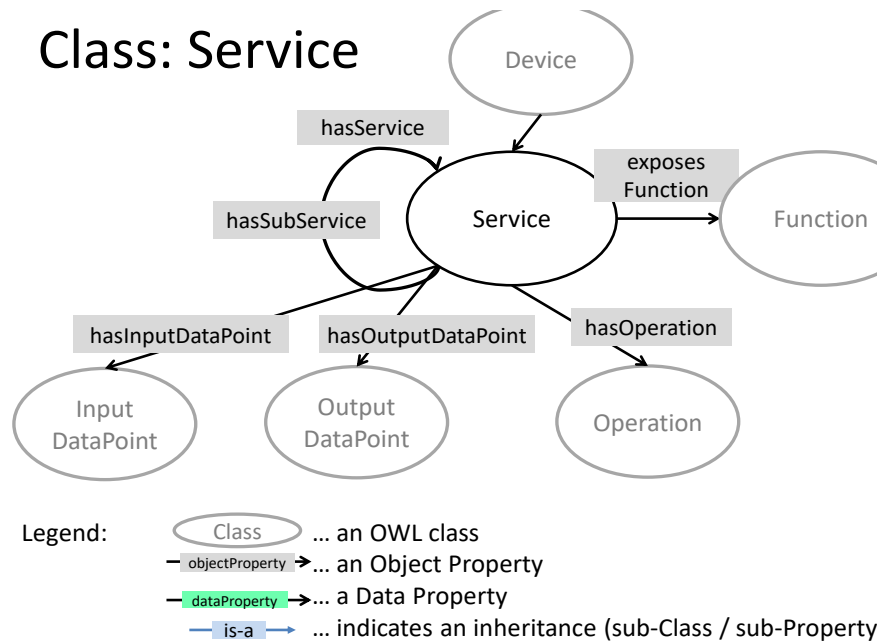 Class: Service
Device
hasService
exposes
Function
hasSubService
Service
Function
hasInputDataPoint
hasOutputDataPoint
hasOperation
Input
DataPoint
Output
DataPoint
Operation
Legend:
Class
... an OWL class
objectProperty
... an Object Property
dataProperty
... a Data Property
is-a
... indicates an inheritance (sub-Class / sub-Property